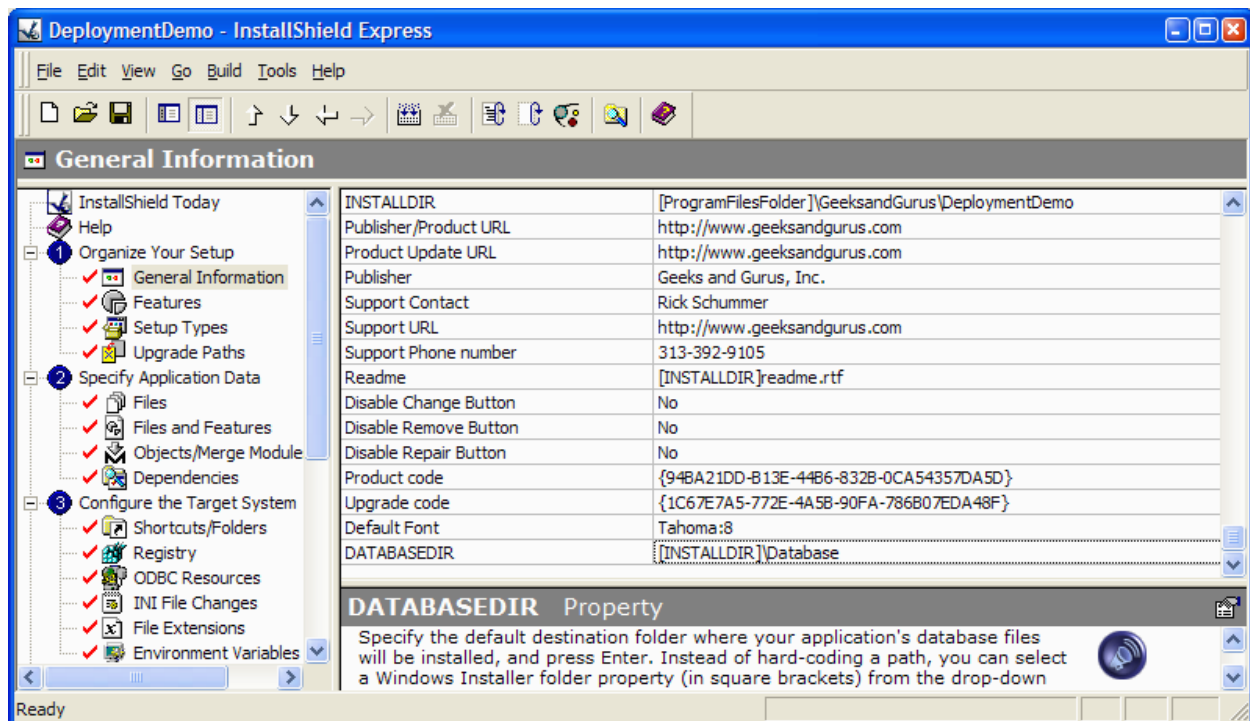 DeploymentDemo - InstallShield Express
File Edit View Go Build Tools Help
General Information
InstallShield Today
Help
1 Organize Your Setup
General Information
Features
Setup Types
Upgrade Paths
2 Specify Application Data
Files
Files and Features
Objects/Merge Module
Dependencies
3 Configure the Target System
Shortcuts/Folders
Registry
ODBC Resources
INI File Changes
File Extensions
Environment Variables
INSTALLDIR [ProgramFilesFolder]\GeeksandGurus\DeploymentDemo
Publisher/Product URL http://www.geeksandgurus.com
Product Update URL http://www.geeksandgurus.com
Publisher Geeks and Gurus, Inc.
Support Contact Rick Schummer
Support URL http://www.geeksandgurus.com
Support Phone number 313-392-9105
Readme [INSTALLDIR]readme.rtf
Disable Change Button No
Disable Remove Button No
Disable Repair Button No
Product code {94BA21DD-B13E-44B6-832B-0CA54357DA5D}
Upgrade code {1C67E7A5-772E-4A5B-90FA-786B07EDA48F}
Default Font Tahoma:8
DATABASEDIR [INSTALLDIR]\Database
DATABASEDIR Property
Specify the default destination folder where your application's database files
will be installed, and press Enter. Instead of hard-coding a path, you can select
a Windows Installer folder property (in square brackets) from the drop-down
Ready